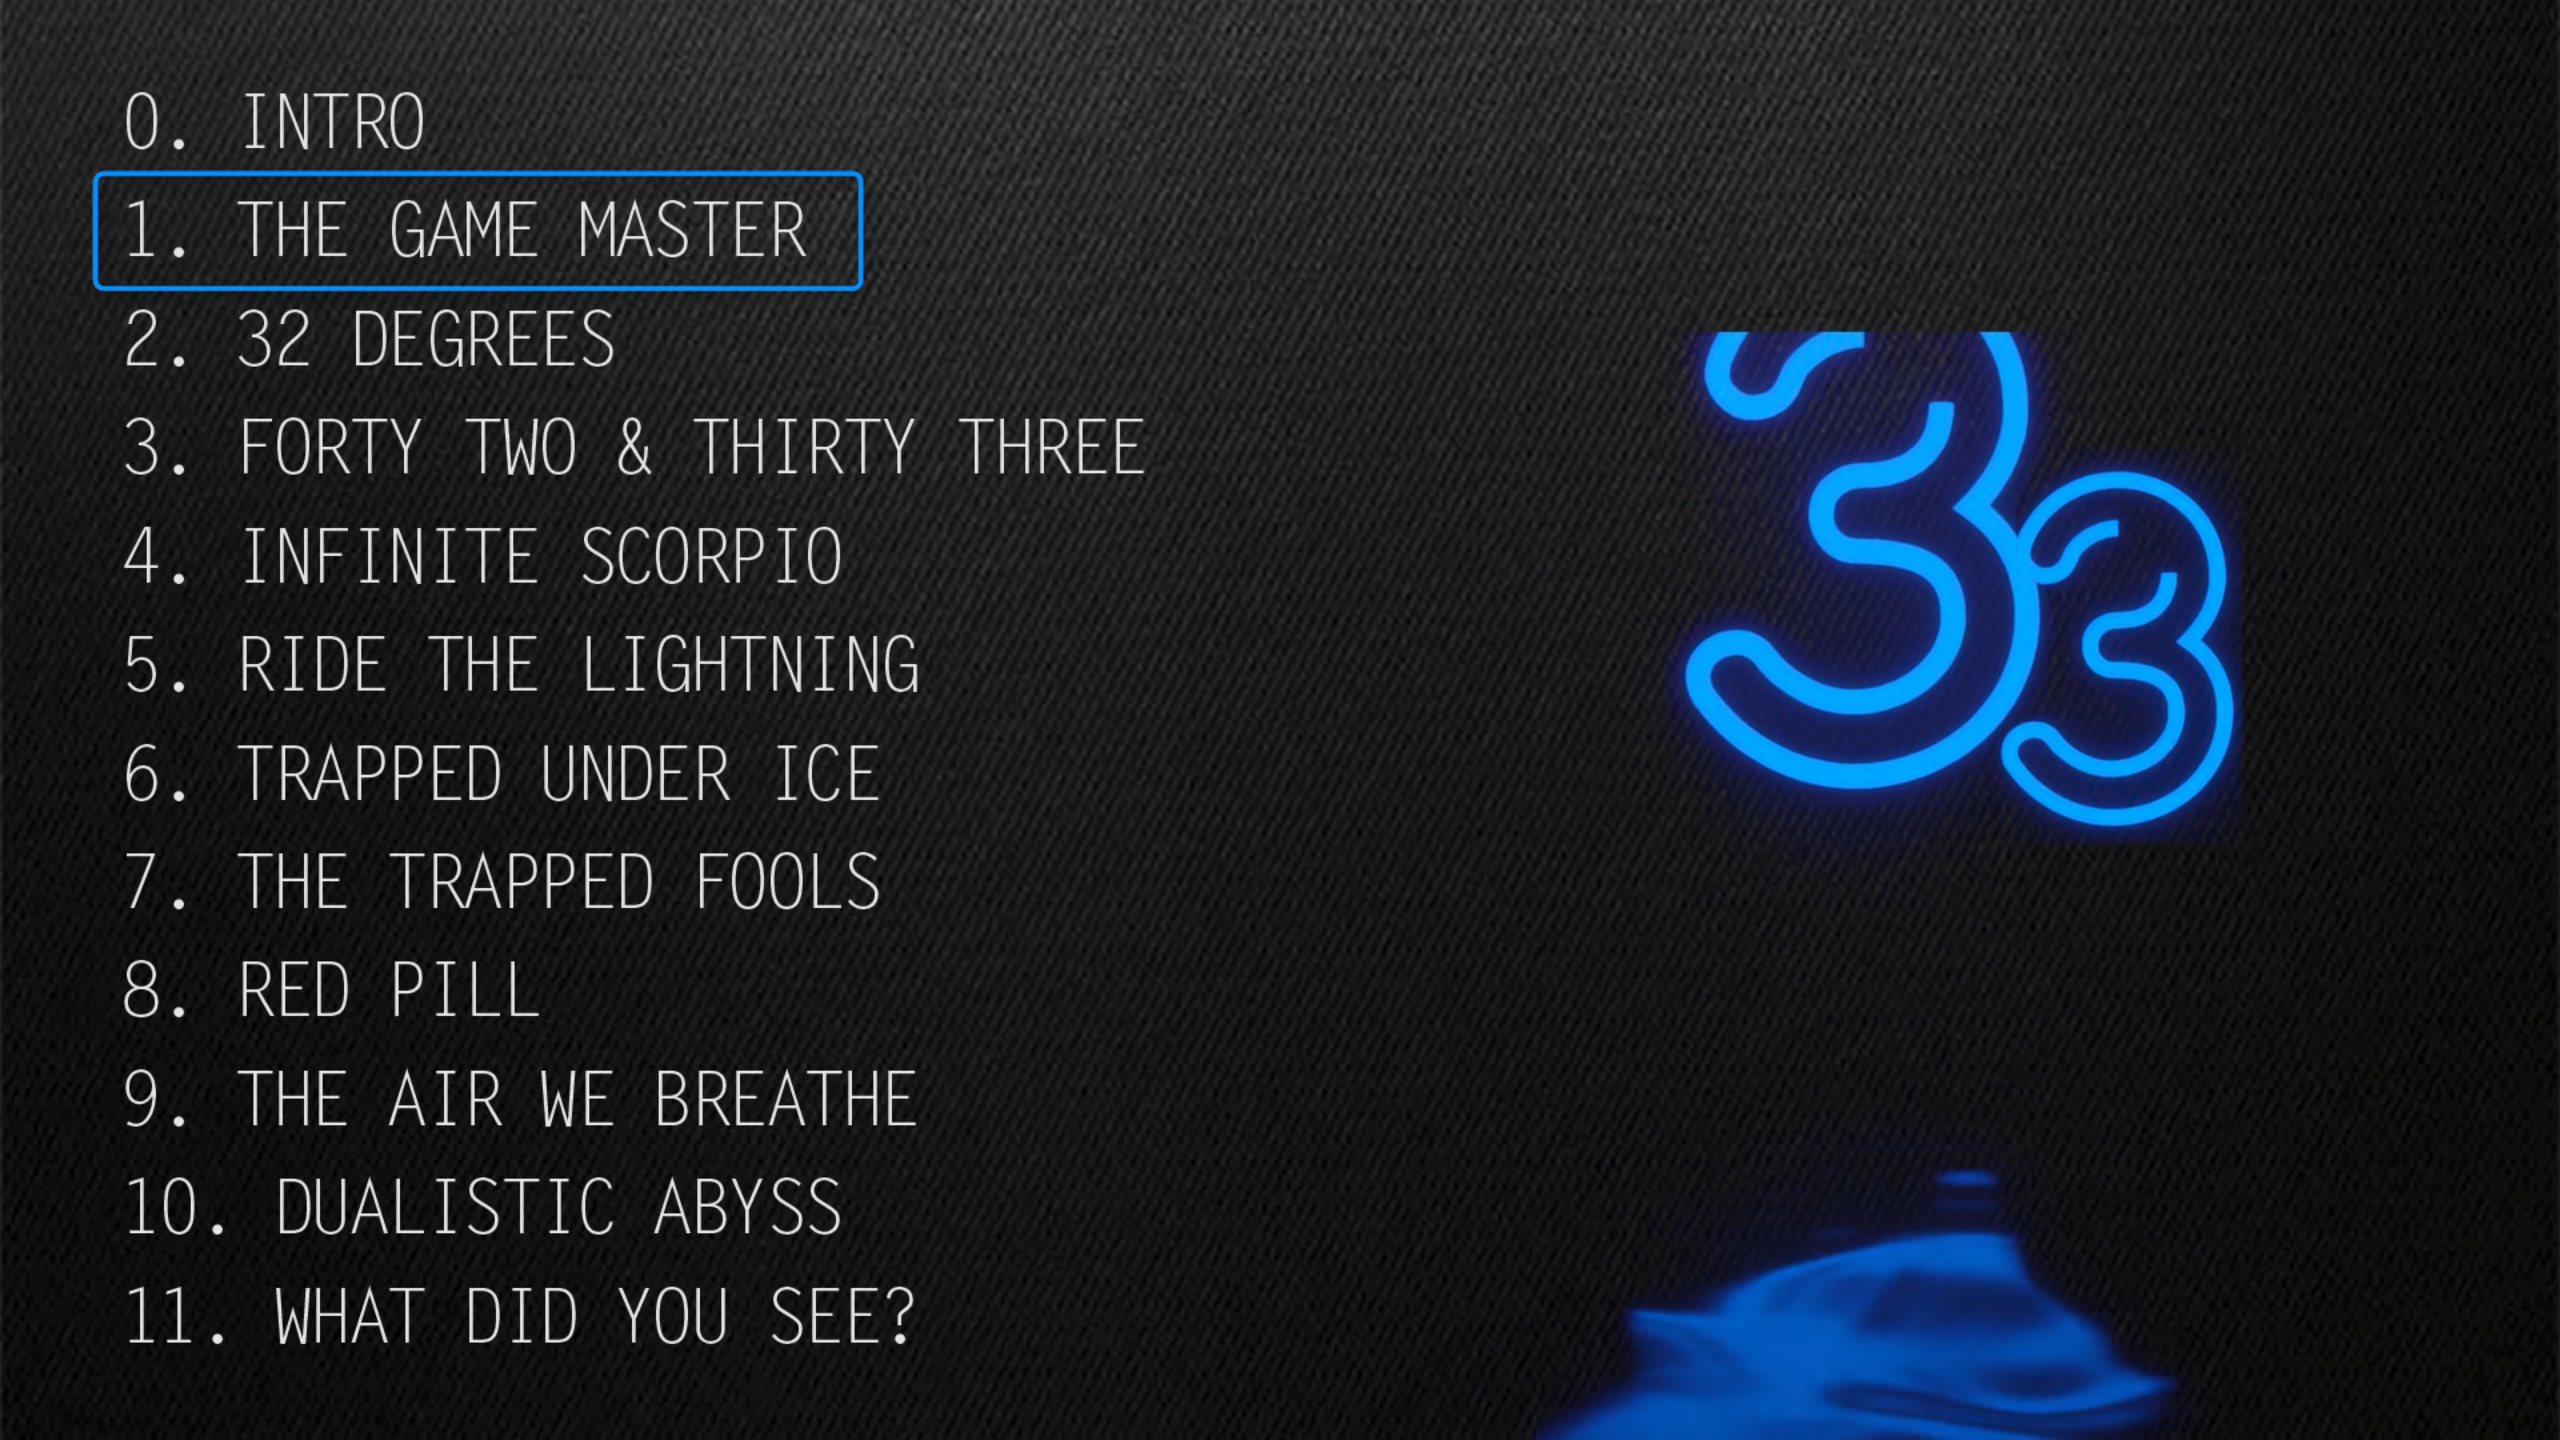 0. INTRO
1. THE GAME MASTER
2. 32 DEGREES
3. FORTY TWO & THIRTY THREE
4. INFINITE SCORPIO
5. RIDE THE LIGHTNING
6. TRAPPED UNDER ICE
7. THE TRAPPED FOOLS
8. RED PILL
9. THE AIR WE BREATHE
10. DUALISTIC ABYSS
11. WHAT DID YOU SEE?
33